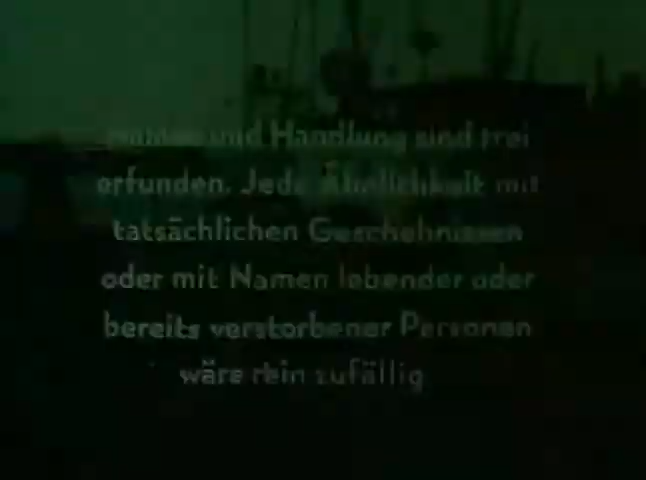 Namen und Handlung sind frei
erfunden. Jede Ähnlichkeit mit
tatsächlichen Geschehnissen
oder mit Namen lebender oder
bereits verstorbener Personen
wäre rein zufällig